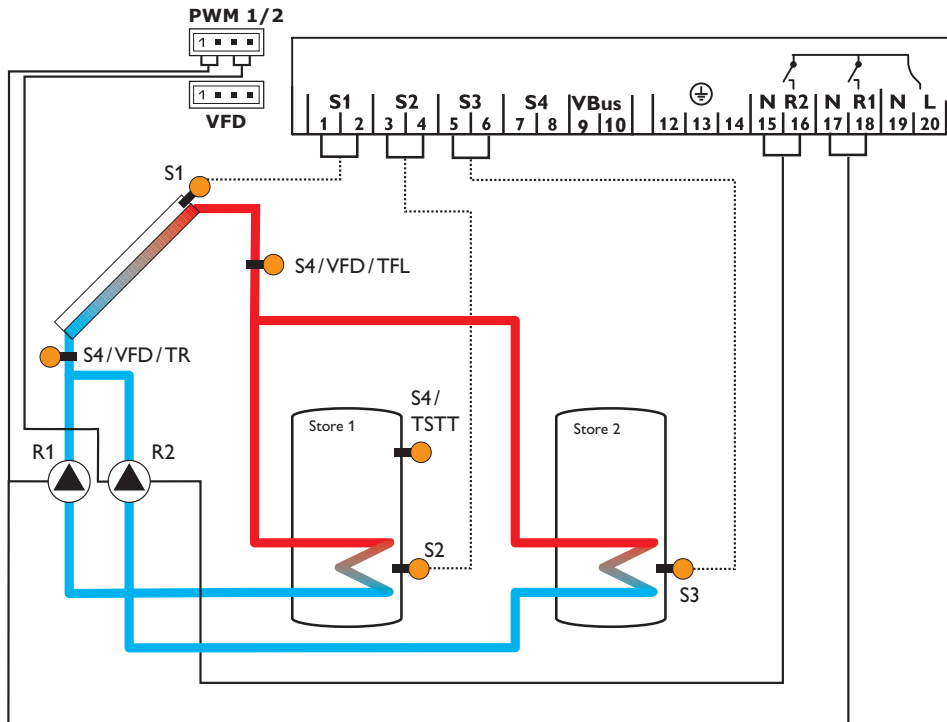 PWM 1/2
1
1
VFD
S1 S2 S3 S4 VBus N R2 N R1 N L
1 2 3 4 5 6 7 8 9 10 12 13 14 15 16 17 18 19 20
S1
S4/VFD/TFL
S4/VFD/TR
S4/
TSTT
Store 1
Store 2
R1
R2
S2
S3